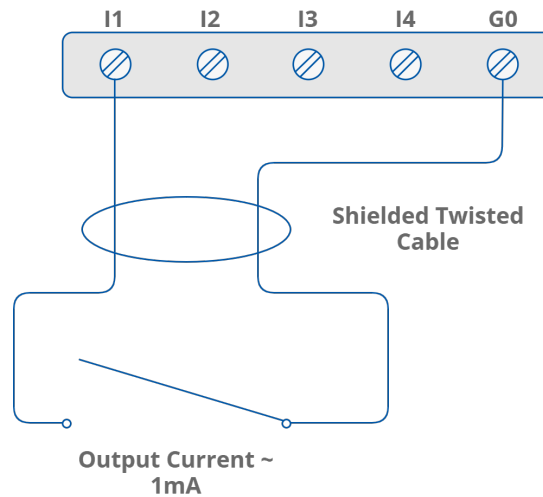 I1 I2 I3 I4 G0
Shielded Twisted
Cable
Output Current ~
1mA